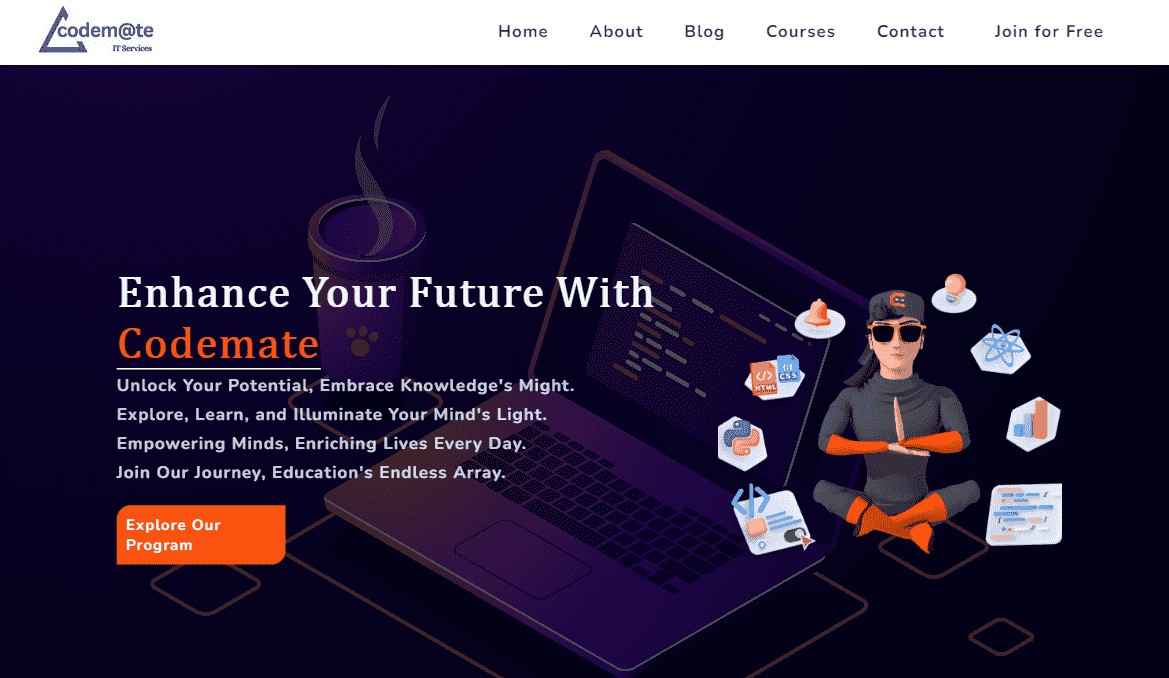 codem@te
IT Services
Home About Blog Courses Contact Join for Free
Enhance Your Future With
Codemate
Unlock Your Potential, Embrace Knowledge's Might.
Explore, Learn, and Illuminate Your Mind's Light.
Empowering Minds, Enriching Lives Every Day.
Join Our Journey, Education's Endless Array.
Explore Our
Program
</>
HTML
CSS
</>